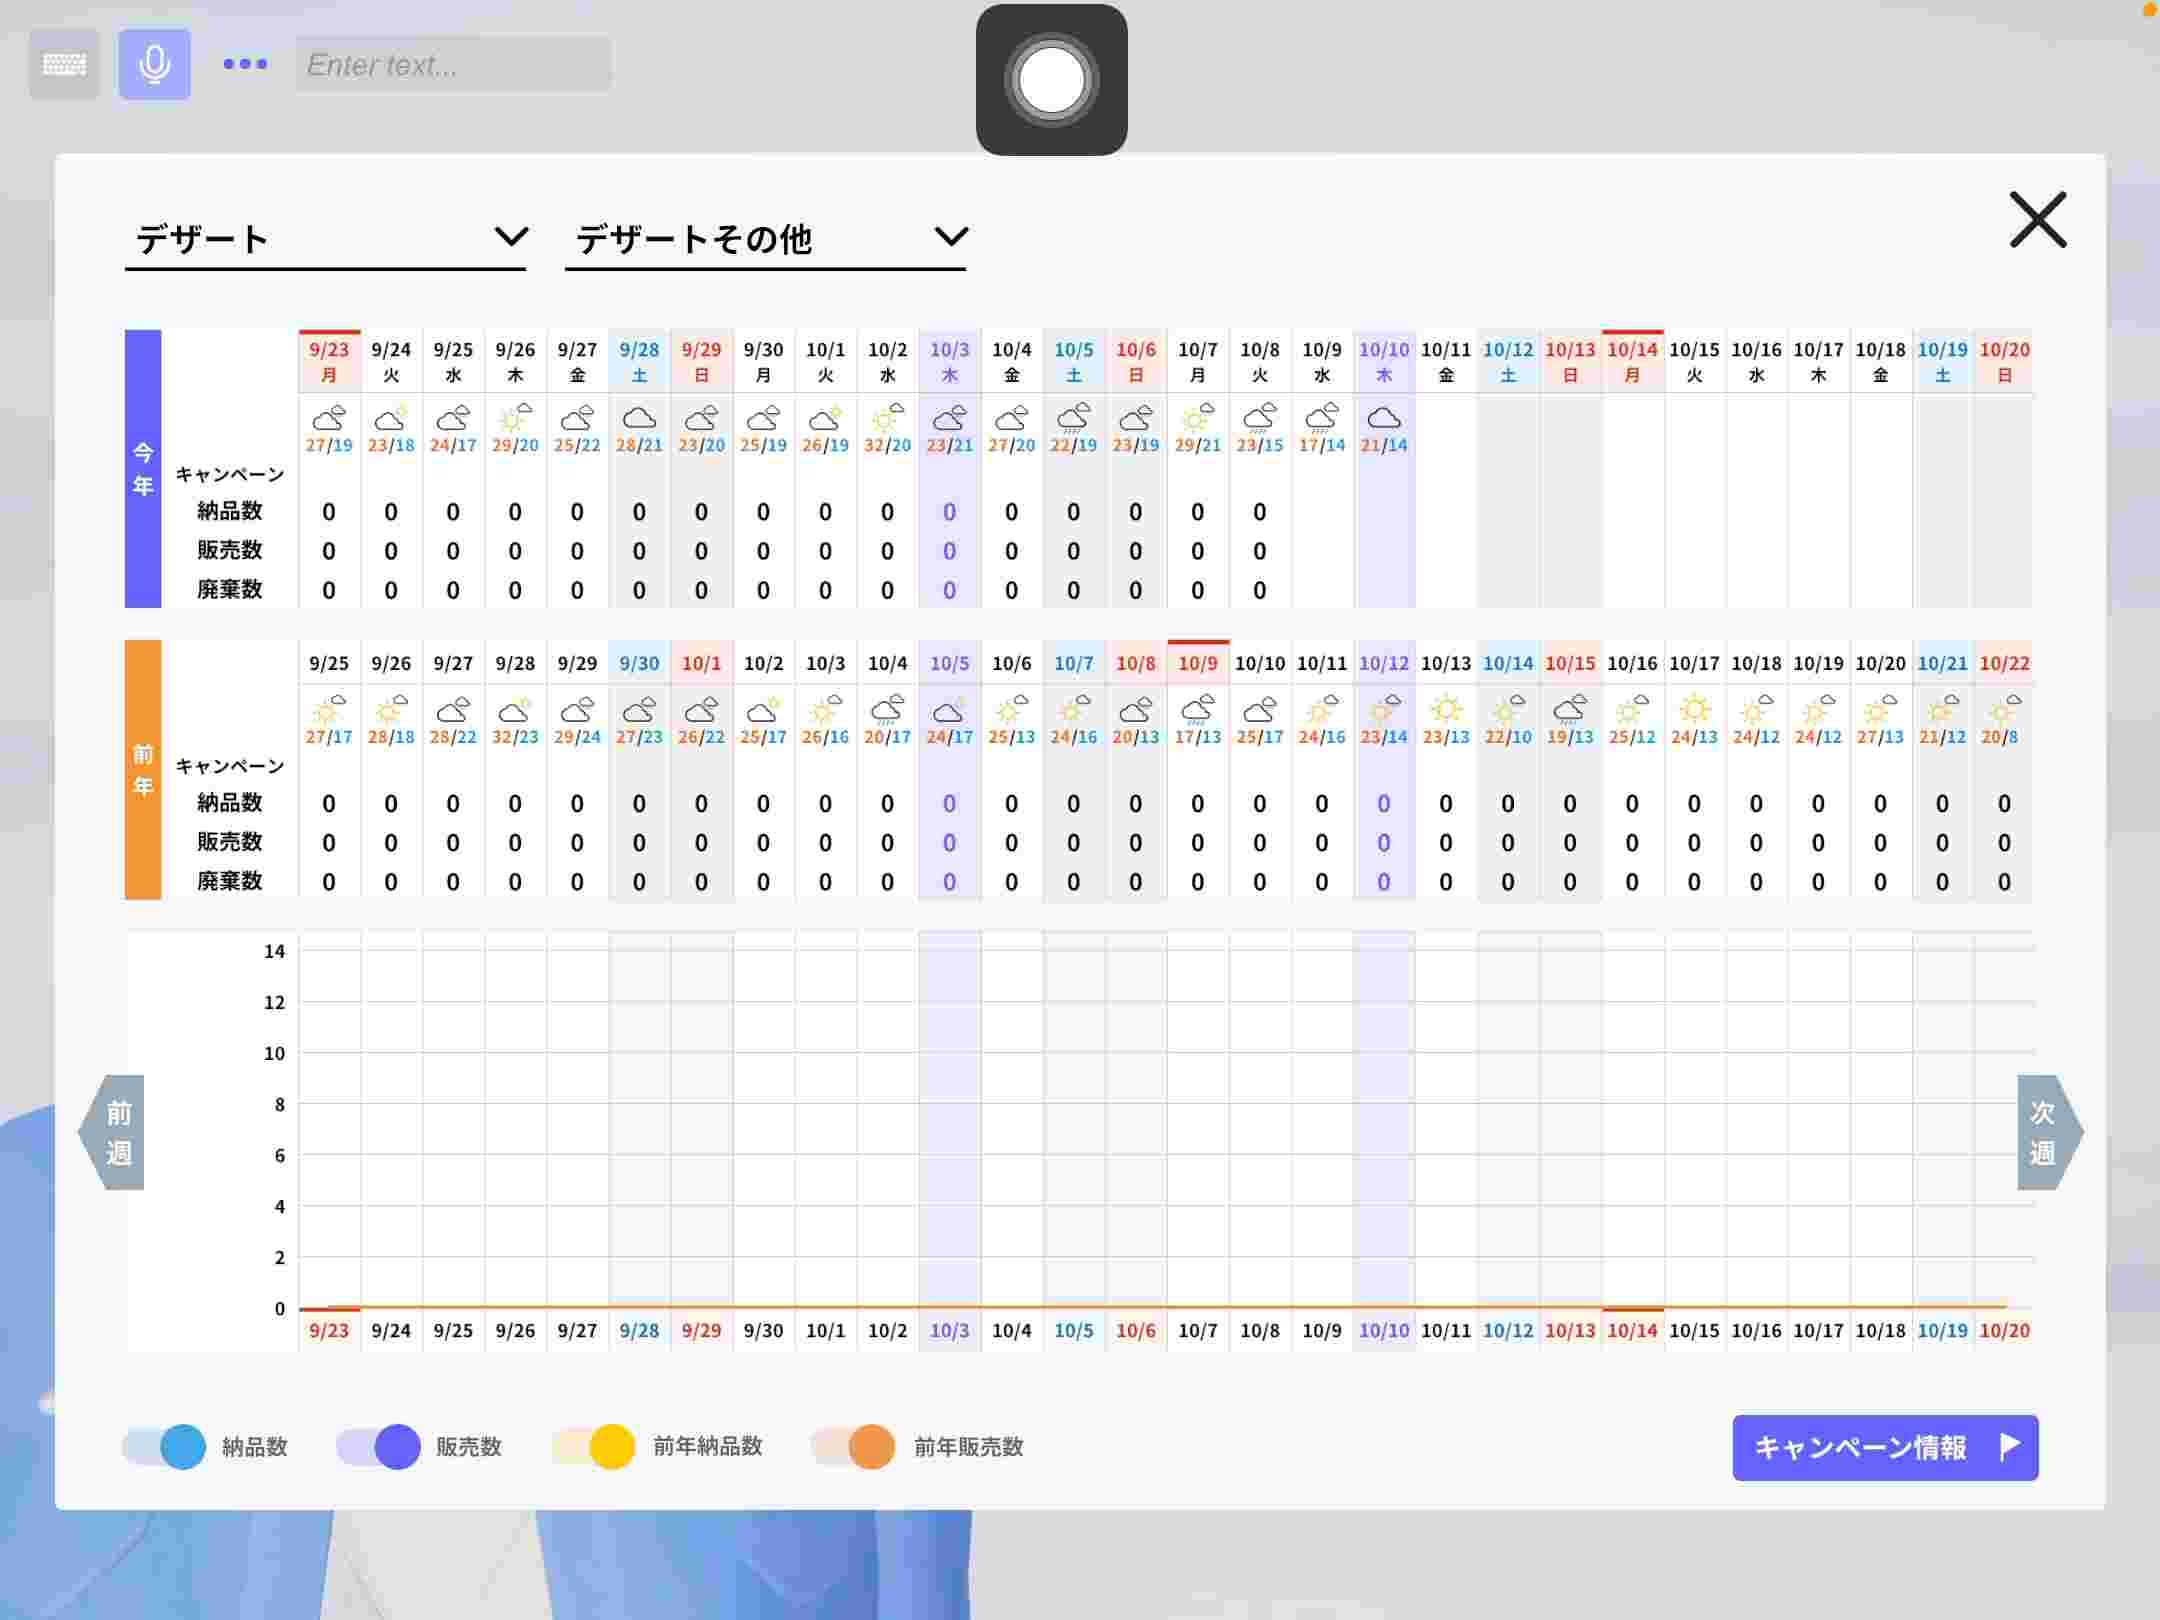 Enter text...
デザート
デザートその他
今年
9/23 9/24 9/25 9/26 9/27 9/28 9/29 9/30 10/1 10/2 10/3 10/4 10/5 10/6 10/7 10/8 10/9 10/10 10/11 10/12 10/13 10/14 10/15 10/16 10/17 10/18 10/19 10/20
月 火 水 木 金 土 日 月 火 水 木 金 土 日 月 火 水 木 金 土 日 月 火 水 木 金 土 日
27/19 23/18 24/17 29/20 25/22 28/21 23/20 25/19 26/19 32/20 23/21 27/20 22/19 23/19 29/21 23/15 17/14 21/14
キャンペーン
納品数 0 0 0 0 0 0 0 0 0 0 0 0 0 0 0 0
販売数 0 0 0 0 0 0 0 0 0 0 0 0 0 0 0 0
廃棄数 0 0 0 0 0 0 0 0 0 0 0 0 0 0 0 0
前年
9/25 9/26 9/27 9/28 9/29 9/30 10/1 10/2 10/3 10/4 10/5 10/6 10/7 10/8 10/9 10/10 10/11 10/12 10/13 10/14 10/15 10/16 10/17 10/18 10/19 10/20 10/21 10/22
27/17 28/18 28/22 32/23 29/24 27/23 26/22 25/17 26/16 20/17 24/17 25/13 24/16 20/13 17/13 25/17 24/16 23/14 23/13 22/10 19/13 25/12 24/13 24/12 24/12 27/13 21/12 20/8
キャンペーン
納品数 0 0 0 0 0 0 0 0 0 0 0 0 0 0 0 0 0 0 0 0 0 0 0 0 0 0 0 0
販売数 0 0 0 0 0 0 0 0 0 0 0 0 0 0 0 0 0 0 0 0 0 0 0 0 0 0 0 0
廃棄数 0 0 0 0 0 0 0 0 0 0 0 0 0 0 0 0 0 0 0 0 0 0 0 0 0 0 0 0
14
12
10
8
6
4
2
0
前週
次週
9/23 9/24 9/25 9/26 9/27 9/28 9/29 9/30 10/1 10/2 10/3 10/4 10/5 10/6 10/7 10/8 10/9 10/10 10/11 10/12 10/13 10/14 10/15 10/16 10/17 10/18 10/19 10/20
納品数 販売数 前年納品数 前年販売数
キャンペーン情報